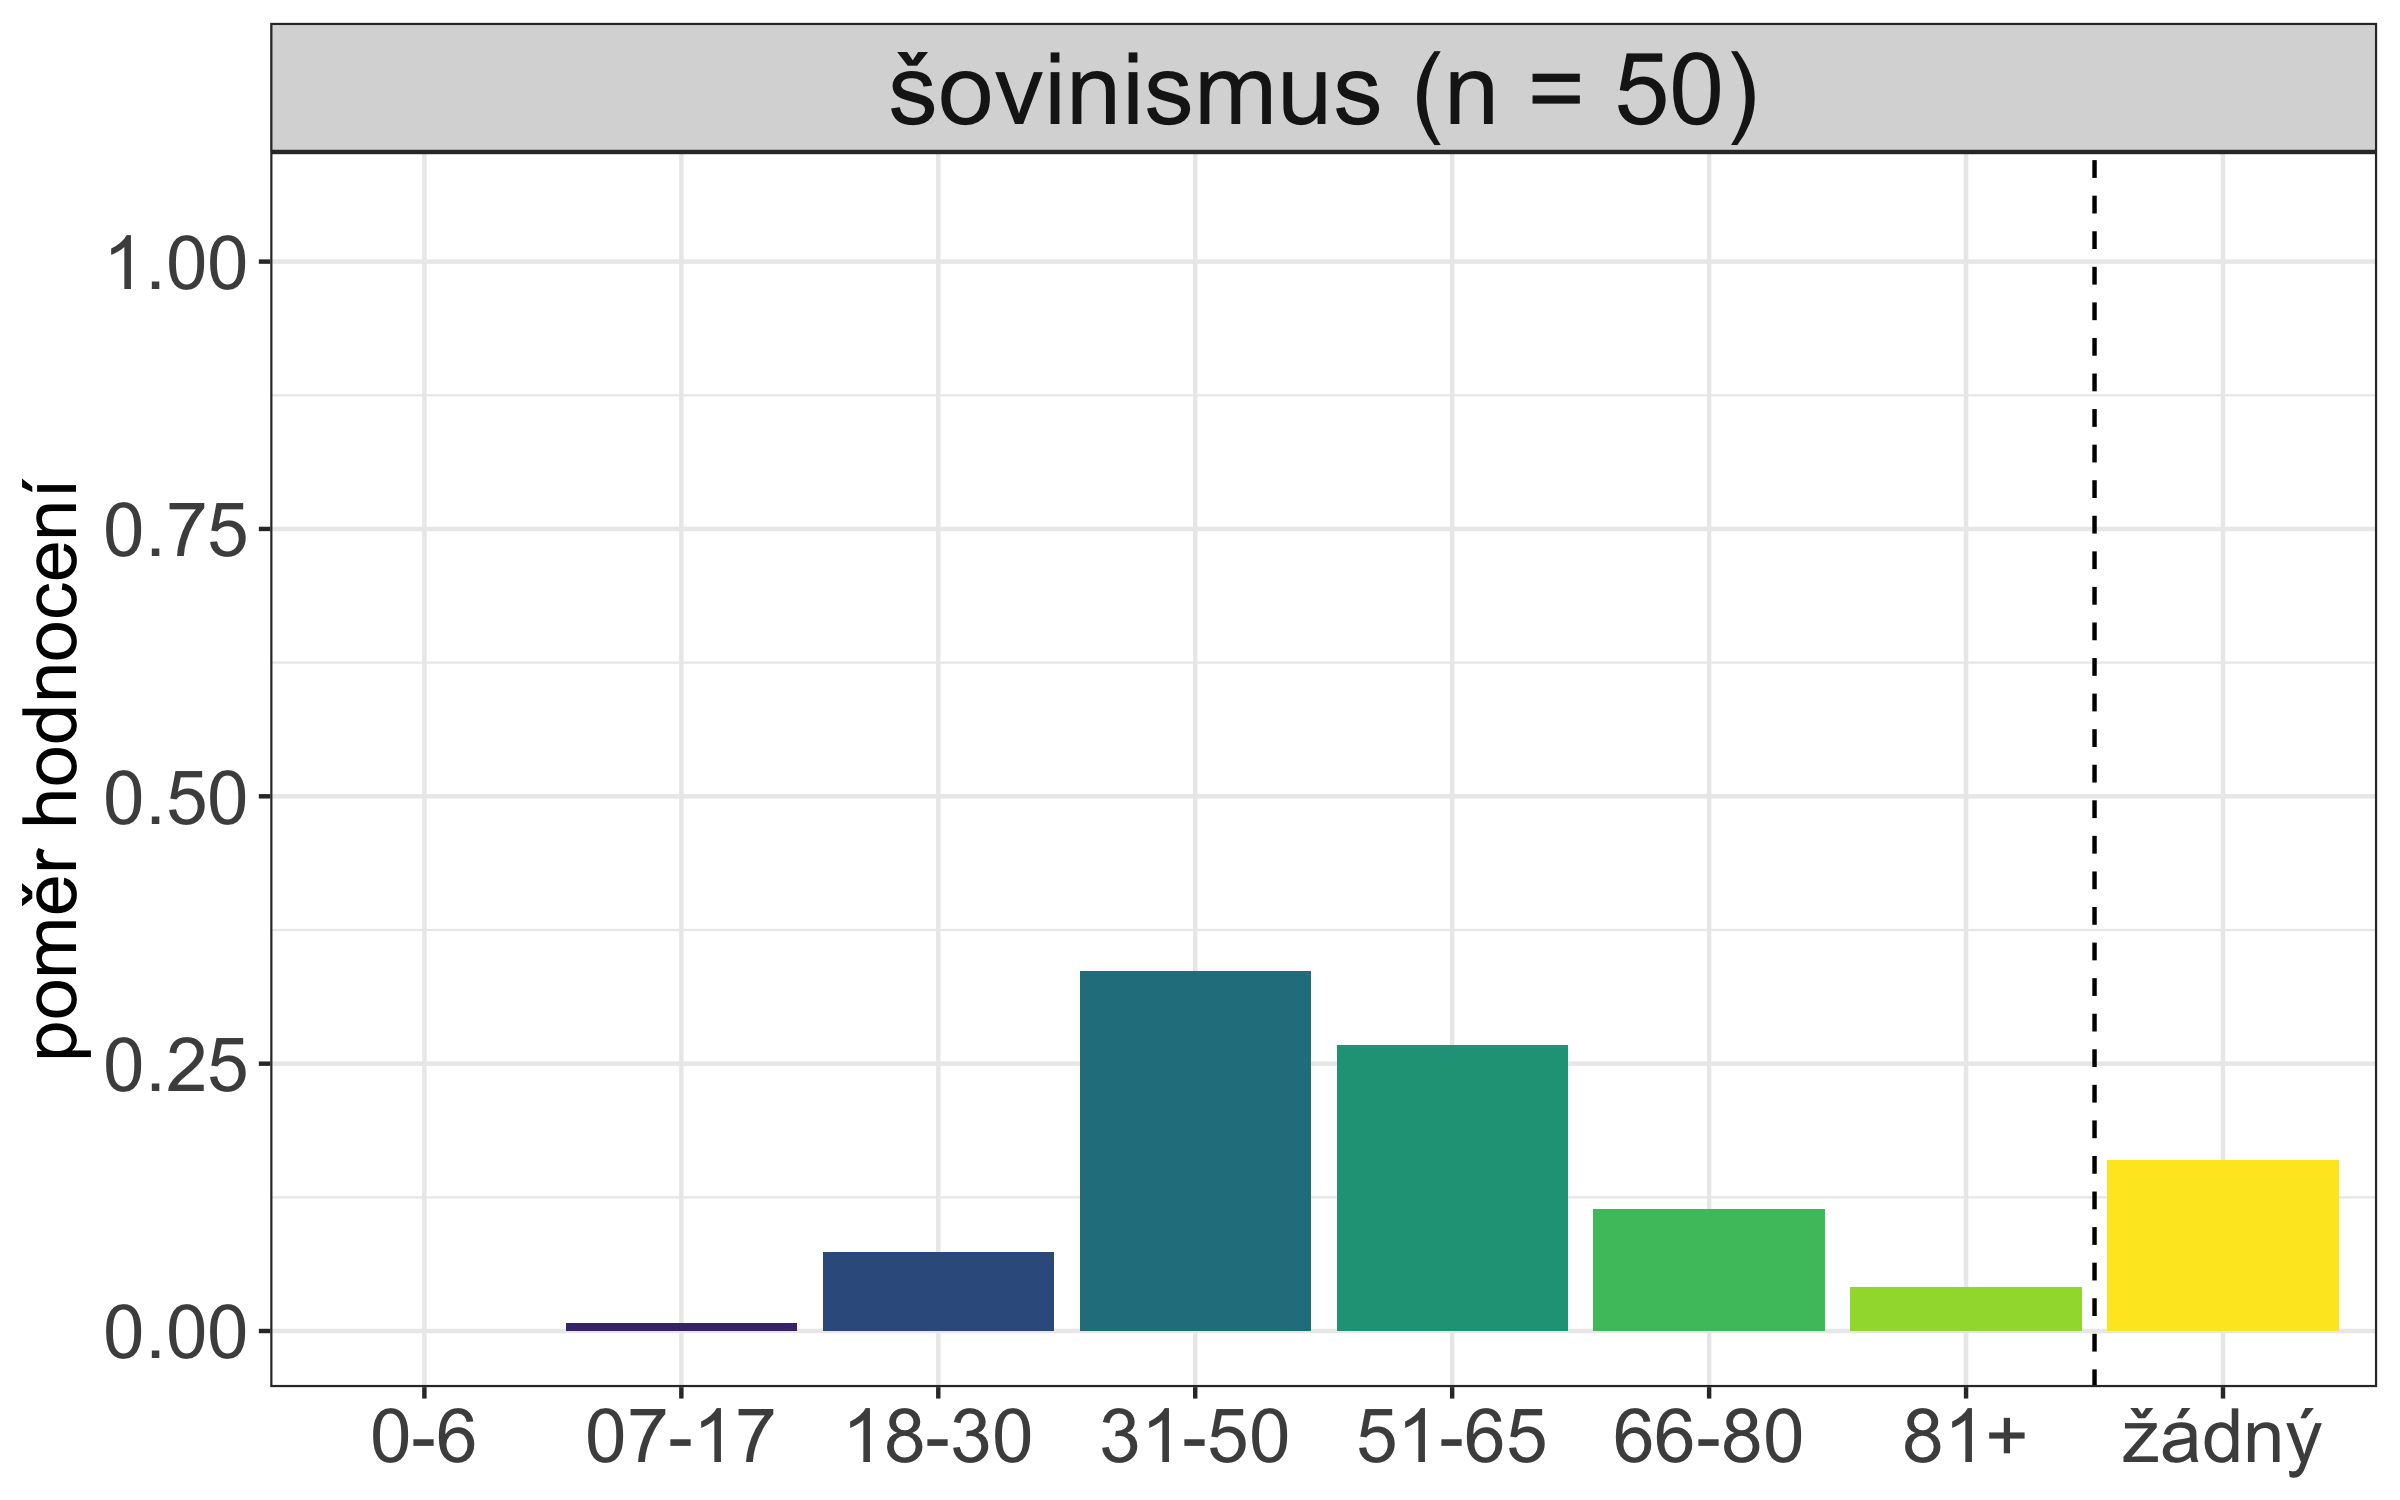 šovinismus (n = 50)
poměr hodnocení
1.00
0.75
0.50
0.25
0.00
0-6 07-17 18-30 31-50 51-65 66-80 81+ žádný